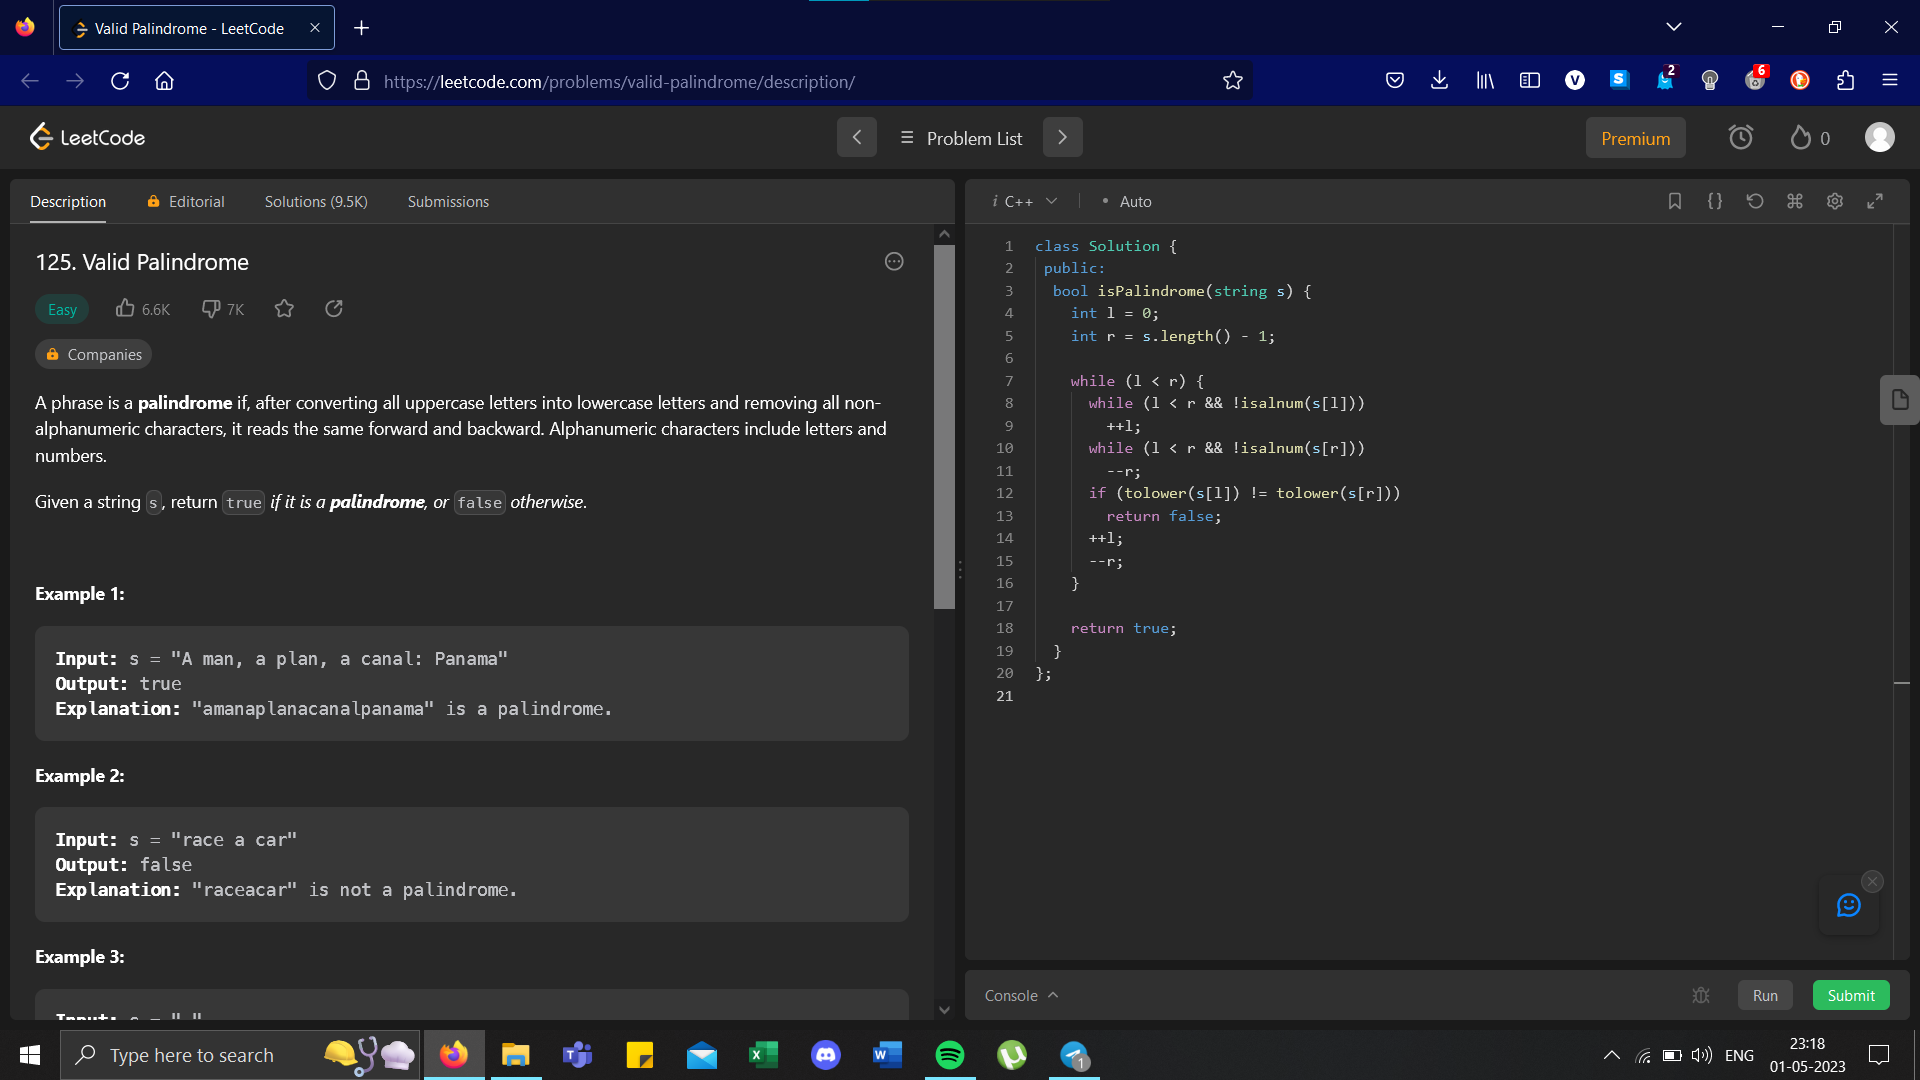 Valid Palindrome - LeetCode
https://leetcode.com/problems/valid-palindrome/description/
S
V
2
6
LeetCode
Problem List
Premium
0
Description
Editorial
Solutions (9.5K)
Submissions
125. Valid Palindrome
Easy
6.6K
7K
Companies
A phrase is a palindrome if, after converting all uppercase letters into lowercase letters and removing all non-
alphanumeric characters, it reads the same forward and backward. Alphanumeric characters include letters and
numbers.
Given a string s, return true if it is a palindrome, or false otherwise.
Example 1:
Input: s = "A man, a plan, a canal: Panama"
Output: true
Explanation: "amanaplanacanalpanama" is a palindrome.
Example 2:
Input: s = "race a car"
Output: false
Explanation: "raceacar" is not a palindrome.
Example 3:
Input: s = " "
i C++
• Auto
1 class Solution {
2 public:
3 bool isPalindrome(string s) {
4 int l = 0;
5 int r = s.length() - 1;
6
7 while (l < r) {
8 while (l < r && !isalnum(s[l]))
9 ++l;
10 while (l < r && !isalnum(s[r]))
11 --r;
12 if (tolower(s[l]) != tolower(s[r]))
13 return false;
14 ++l;
15 --r;
16 }
17
18 return true;
19 }
20 };
21
Console
Run
Submit
Type here to search
1
ENG
23:18
01-05-2023